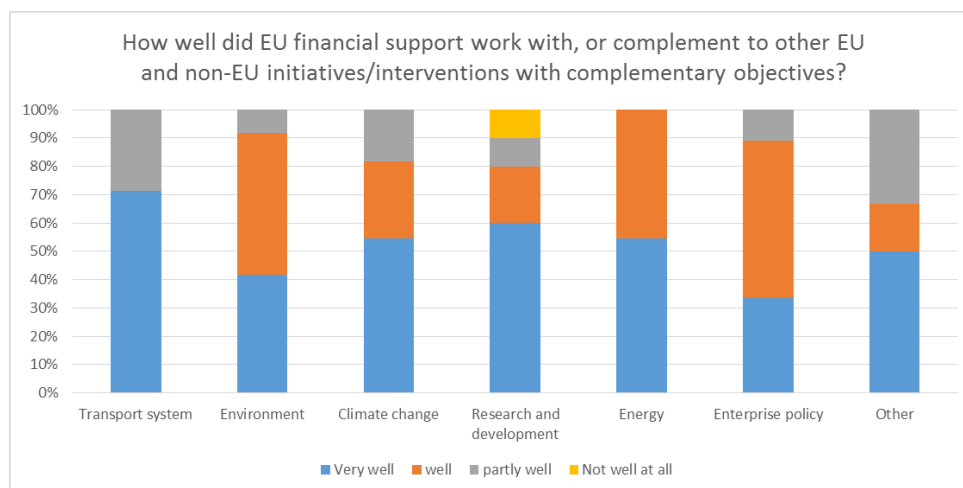 How well did EU financial support work with, or complement to other EU
and non-EU initiatives/interventions with complementary objectives?
100%
90%
80%
70%
60%
50%
40%
30%
20%
10%
0%
Transport system
Environment
Climate change
Research and
development
Energy
Enterprise policy
Other
Very well
well
partly well
Not well at all